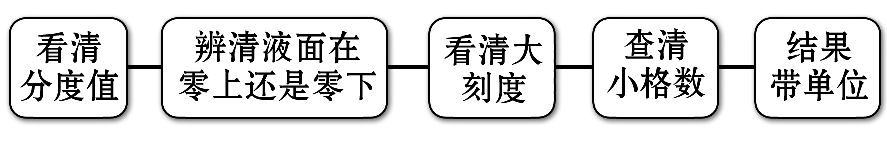 看清
分度值
辨清液面在
零上还是零下
看清大
刻度
查清
小格数
结果
带单位